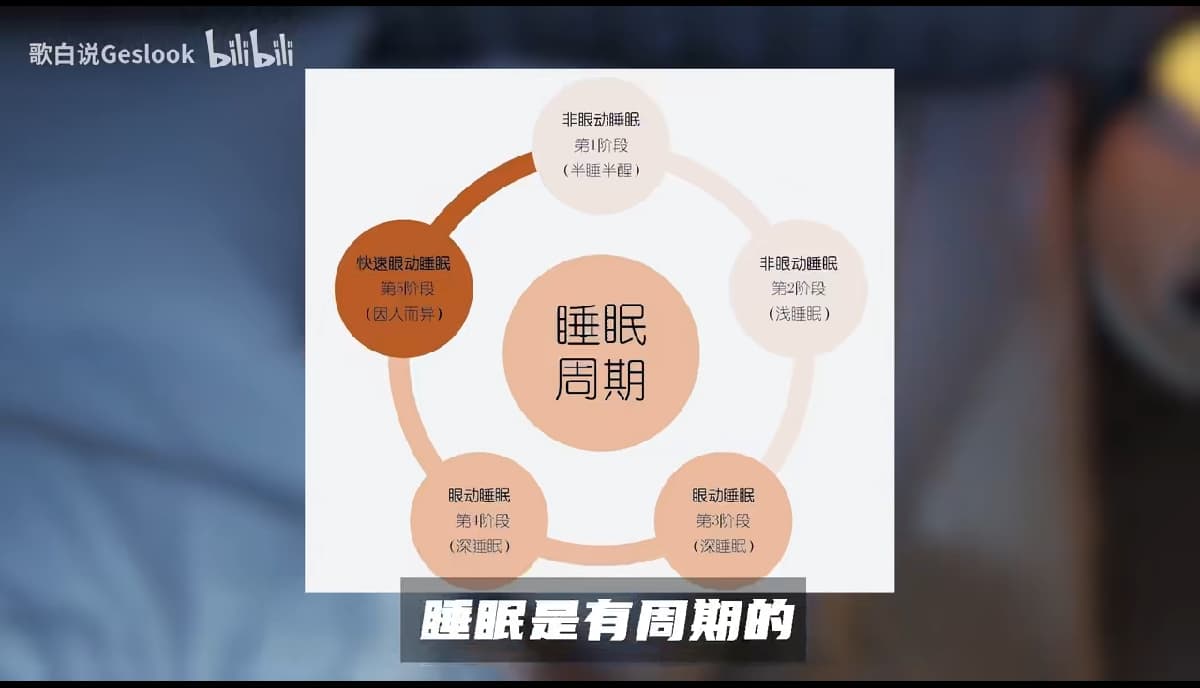 歌白说Geslook bilibili
非眼动睡眠
第1阶段
(半睡半醒)
快速眼动睡眠
第5阶段
(因人而异)
非眼动睡眠
第2阶段
(浅睡眠)
睡眠
周期
眼动睡眠
第4阶段
(深睡眠)
眼动睡眠
第3阶段
(深睡眠)
睡眠是有周期的